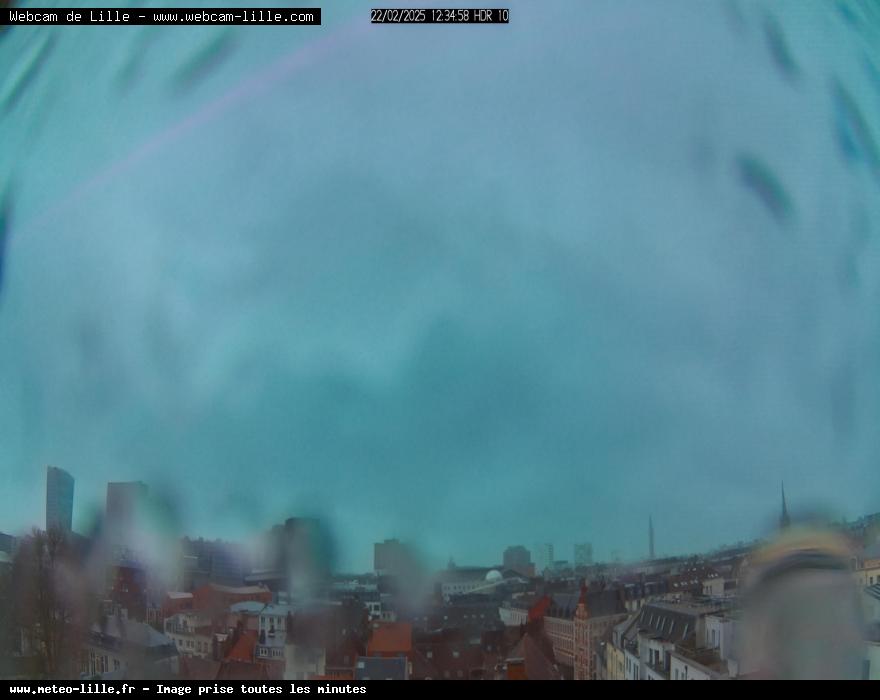 Webcam de Lille - www.webcam-lille.com
22/02/2025 12:34:58 HDR 10
www.meteo-lille.fr - Image prise toutes les minutes